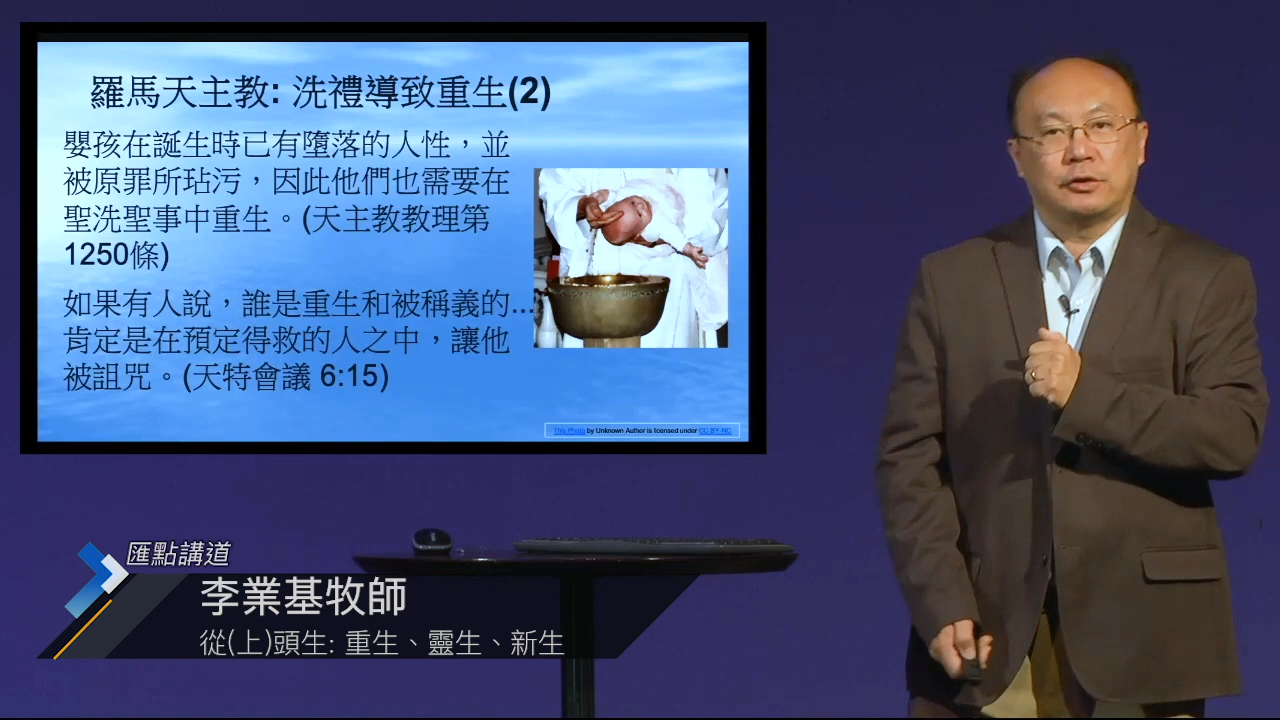 羅馬天主教: 洗禮導致重生(2)
嬰孩在誕生時已有墮落的人性，並
被原罪所玷污，因此他們也需要在
聖洗聖事中重生。(天主教教理第
1250條)
如果有人說，誰是重生和被稱義的...
肯定是在預定得救的人之中，讓他
被詛咒。(天特會議 6:15)
This Photo by Unknown Author is licensed under CC BY-NC
匯點講道
李業基牧師
從(上)頭生: 重生、靈生、新生